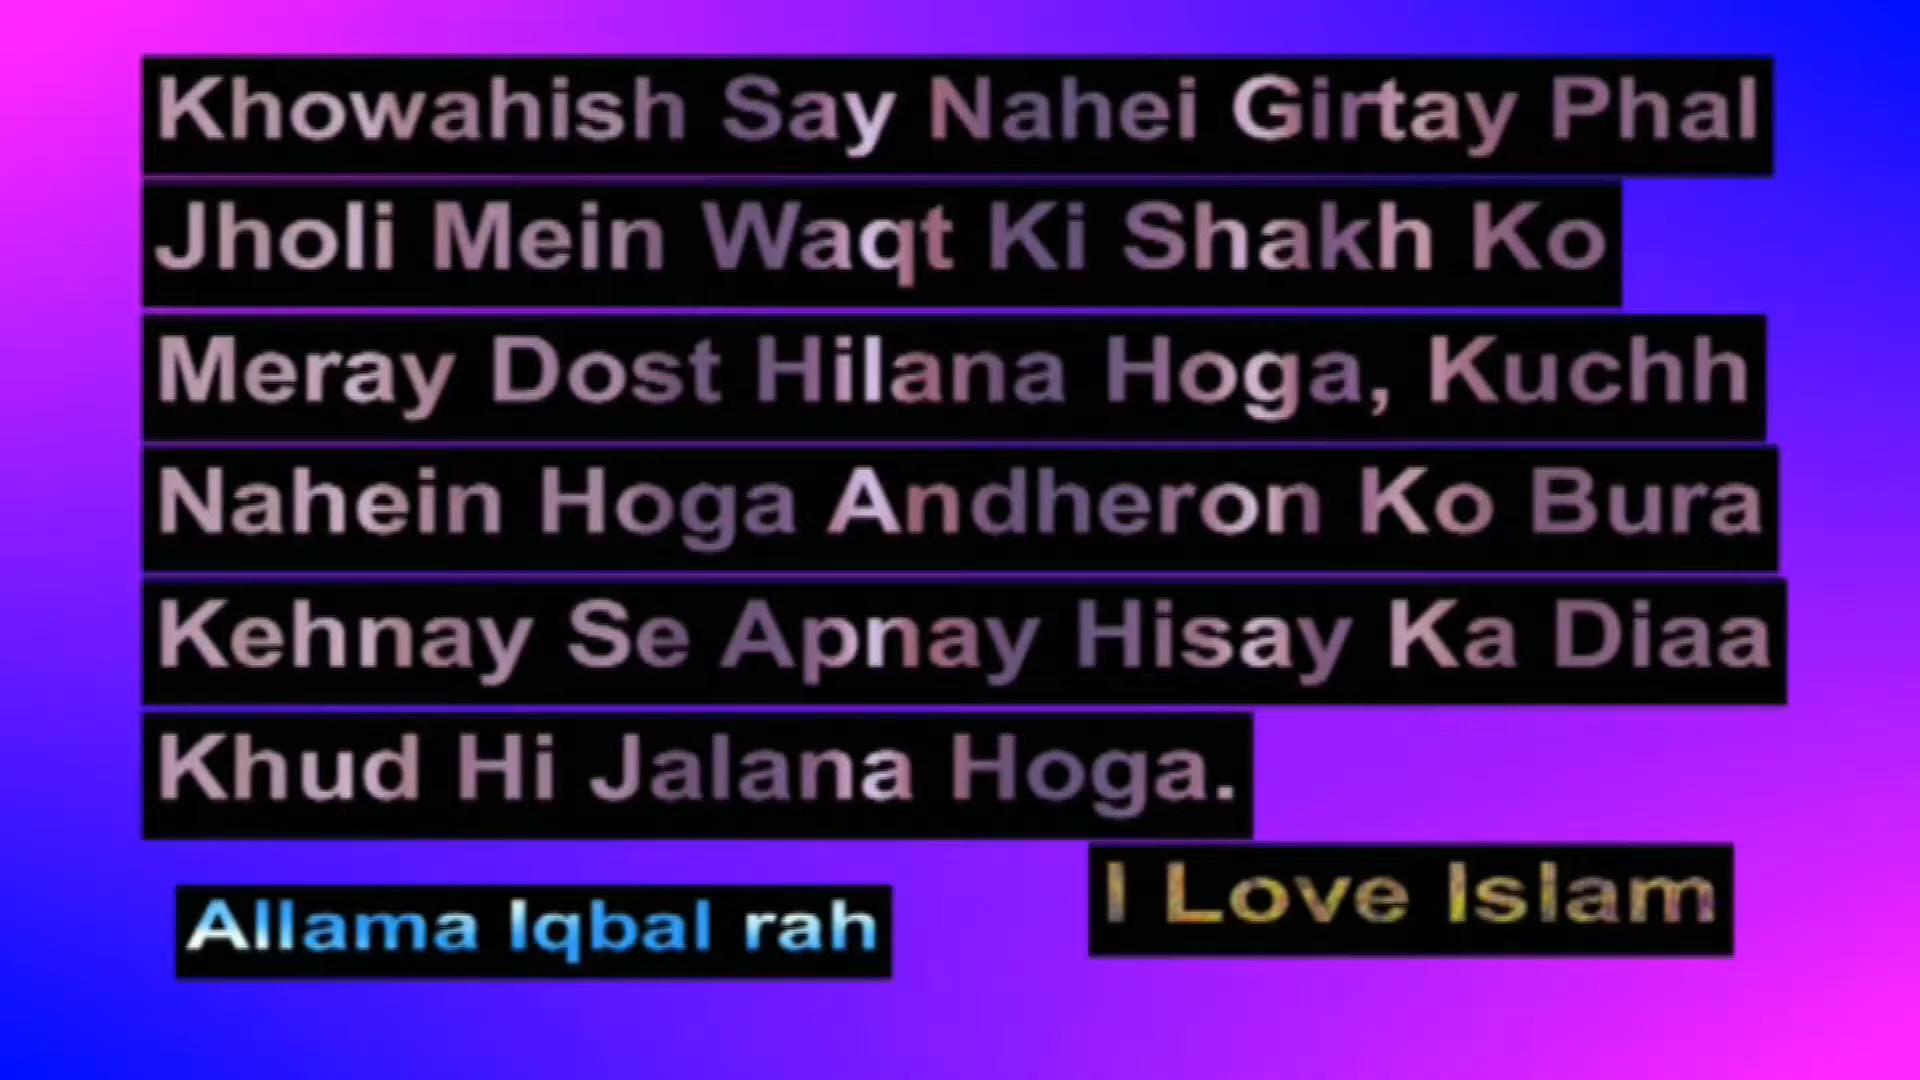 Khowahish Say Nahei Girtay Phal
Jholi Mein Waqt Ki Shakh Ko
Meray Dost Hilana Hoga, Kuchh
Nahein Hoga Andheron Ko Bura
Kehnay Se Apnay Hisay Ka Diaa
Khud Hi Jalana Hoga.
I Love Islam
Allama Iqbal rah